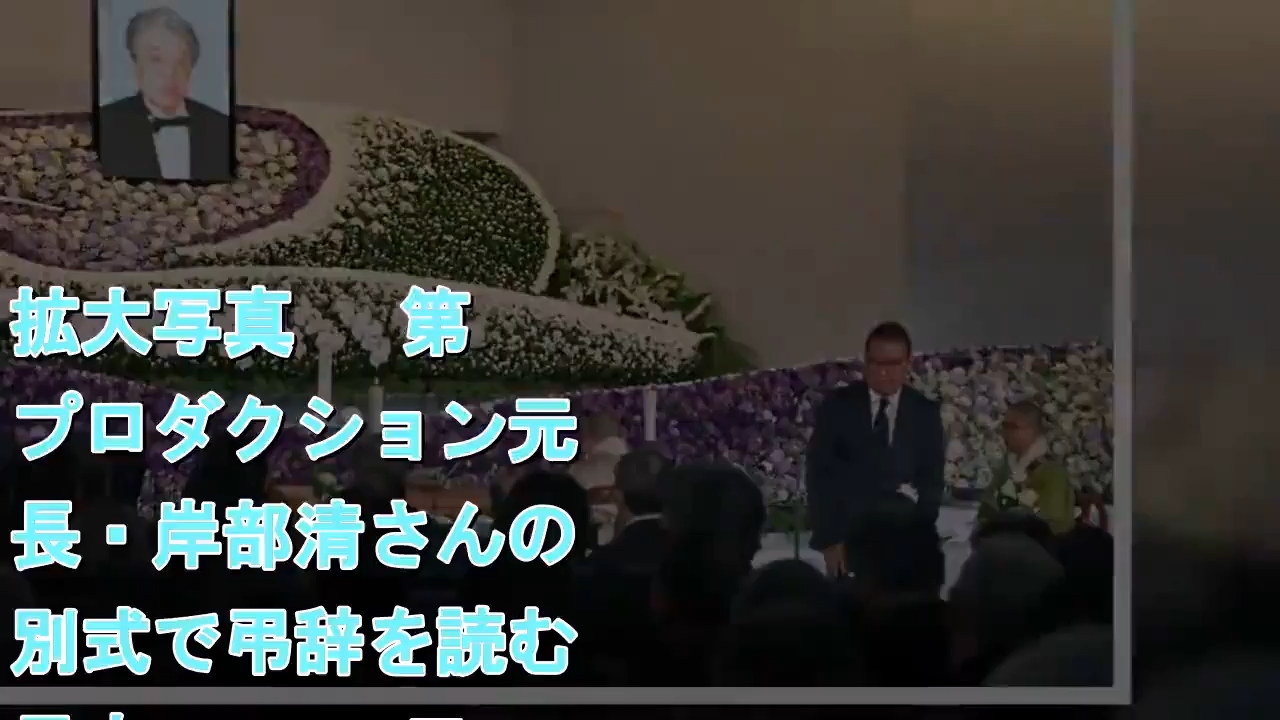 拡大写真 第
プロダクション元
長・岸部清さんの
別式で弔辞を読む